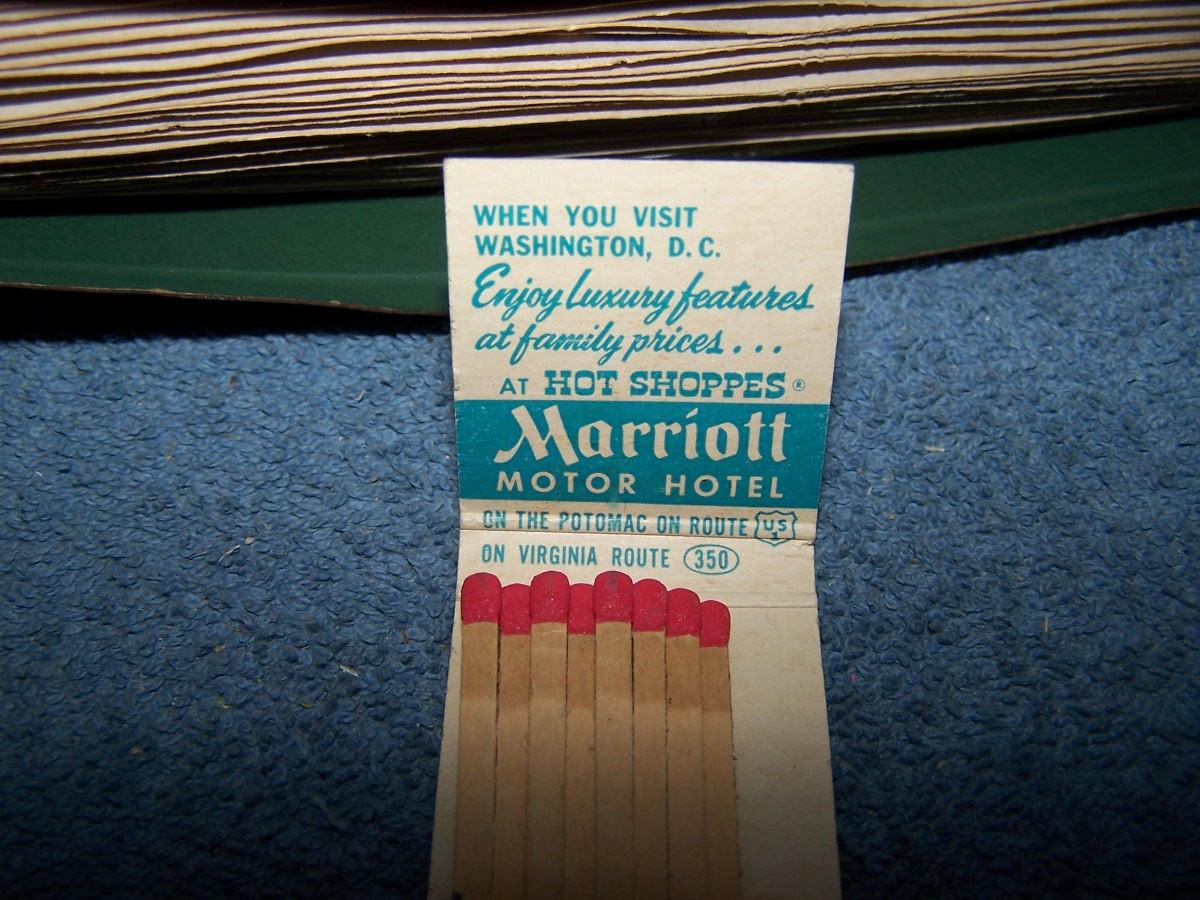 WHEN YOU VISIT
WASHINGTON, D.C.
Enjoy Luxury features
at family prices...
AT HOT SHOPPES®
Marriott
MOTOR HOTEL
ON THE POTOMAC ON ROUTE US 1
ON VIRGINIA ROUTE 350